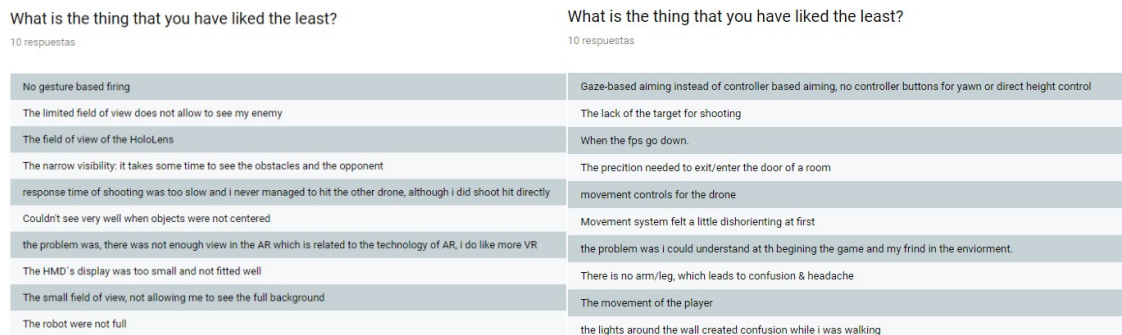 What is the thing that you have liked the least?
10 respuestas
No gesture based firing
The limited field of view does not allow to see my enemy
The field of view of the HoloLens
The narrow visibility: it takes some time to see the obstacles and the opponent
response time of shooting was too slow and i never managed to hit the other drone, although i did shoot hit directly
Couldn't see very well when objects were not centered
the problem was, there was not enough view in the AR which is related to the technology of AR, i do like more VR
The HMD´s display was too small and not fitted well
The small field of view, not allowing me to see the full background
The robot were not full
What is the thing that you have liked the least?
10 respuestas
Gaze-based aiming instead of controller based aiming, no controller buttons for yawn or direct height control
The lack of the target for shooting
When the fps go down.
The precition needed to exit/enter the door of a room
movement controls for the drone
Movement system felt a little dishorienting at first
the problem was i could understand at th begining the game and my frind in the enviorment.
There is no arm/leg, which leads to confusion & headache
The movement of the player
the lights around the wall created confusion while i was walking